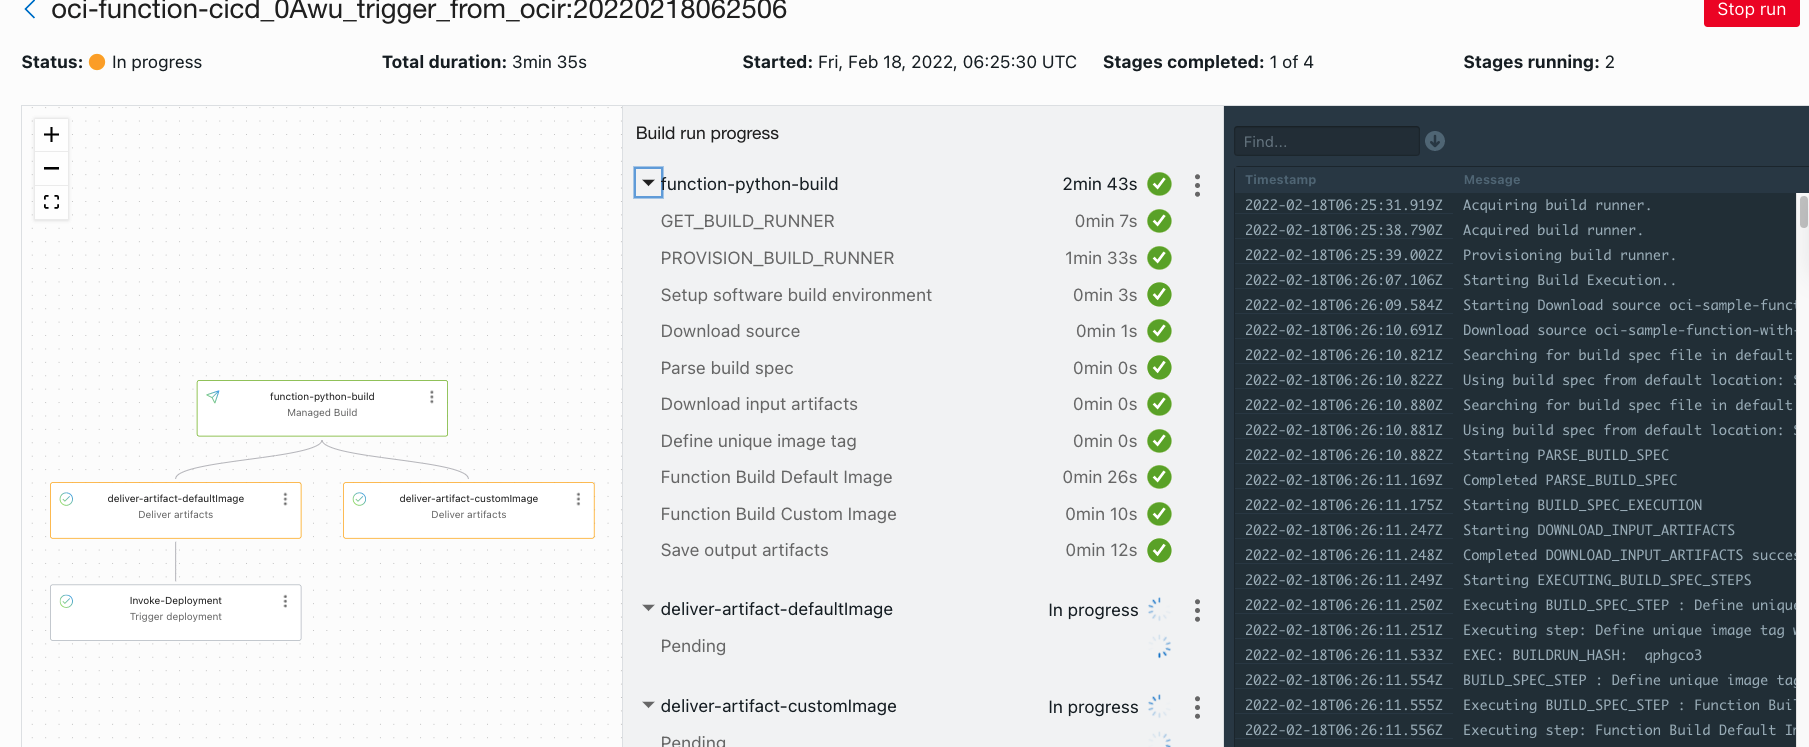 oci-function-cicd_0Awu_trigger_from_ocir:20220218062506
Stop run
Status: In progress
Total duration: 3min 35s
Started: Fri, Feb 18, 2022, 06:25:30 UTC
Stages completed: 1 of 4
Stages running: 2
function-python-build
Managed Build
deliver-artifact-defaultImage
Deliver artifacts
deliver-artifact-customImage
Deliver artifacts
Invoke-Deployment
Trigger deployment
Build run progress
function-python-build 2min 43s
GET_BUILD_RUNNER 0min 7s
PROVISION_BUILD_RUNNER 1min 33s
Setup software build environment 0min 3s
Download source 0min 1s
Parse build spec 0min 0s
Download input artifacts 0min 0s
Define unique image tag 0min 0s
Function Build Default Image 0min 26s
Function Build Custom Image 0min 10s
Save output artifacts 0min 12s
deliver-artifact-defaultImage In progress
Pending
deliver-artifact-customImage In progress
Pending
Find...
Timestamp Message
2022-02-18T06:25:31.919Z Acquiring build runner.
2022-02-18T06:25:38.790Z Acquired build runner.
2022-02-18T06:25:39.002Z Provisioning build runner.
2022-02-18T06:26:07.106Z Starting Build Execution..
2022-02-18T06:26:09.584Z Starting Download source oci-sample-funct
2022-02-18T06:26:10.691Z Download source oci-sample-function-with-
2022-02-18T06:26:10.821Z Searching for build spec file in default
2022-02-18T06:26:10.822Z Using build spec from default location:
2022-02-18T06:26:10.880Z Searching for build spec file in default
2022-02-18T06:26:10.881Z Using build spec from default location:
2022-02-18T06:26:10.882Z Starting PARSE_BUILD_SPEC
2022-02-18T06:26:11.169Z Completed PARSE_BUILD_SPEC
2022-02-18T06:26:11.175Z Starting BUILD_SPEC_EXECUTION
2022-02-18T06:26:11.247Z Starting DOWNLOAD_INPUT_ARTIFACTS
2022-02-18T06:26:11.248Z Completed DOWNLOAD_INPUT_ARTIFACTS succes
2022-02-18T06:26:11.249Z Starting EXECUTING_BUILD_SPEC_STEPS
2022-02-18T06:26:11.250Z Executing BUILD_SPEC_STEP : Define unique
2022-02-18T06:26:11.251Z Executing step: Define unique image tag
2022-02-18T06:26:11.533Z EXEC: BUILDRUN_HASH: qphgco3
2022-02-18T06:26:11.554Z BUILD_SPEC_STEP : Define unique image tag
2022-02-18T06:26:11.555Z Executing BUILD_SPEC_STEP : Function Buil
2022-02-18T06:26:11.556Z Executing step: Function Build Default